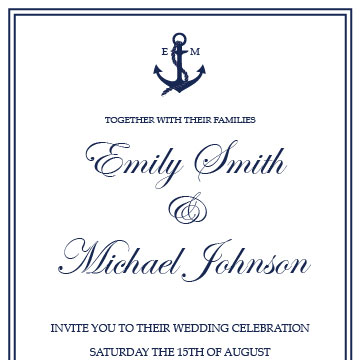 E M
TOGETHER WITH THEIR FAMILIES
Emily Smith
&
Michael Johnson
INVITE YOU TO THEIR WEDDING CELEBRATION
SATURDAY THE 15TH OF AUGUST